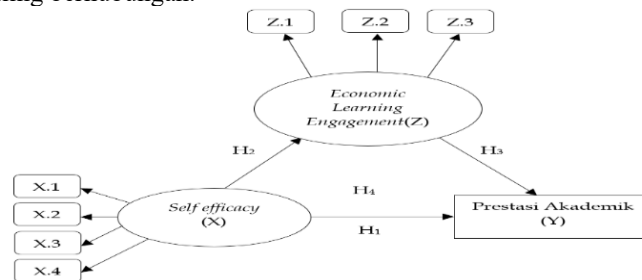 Z.1
Z.2
Z.3
Economic
Learning
Engagement(Z)
H₂
H₃
X.1
X.2
X.3
X.4
Self efficacy
(X)
H₄
H₁
Prestasi Akademik
(Y)